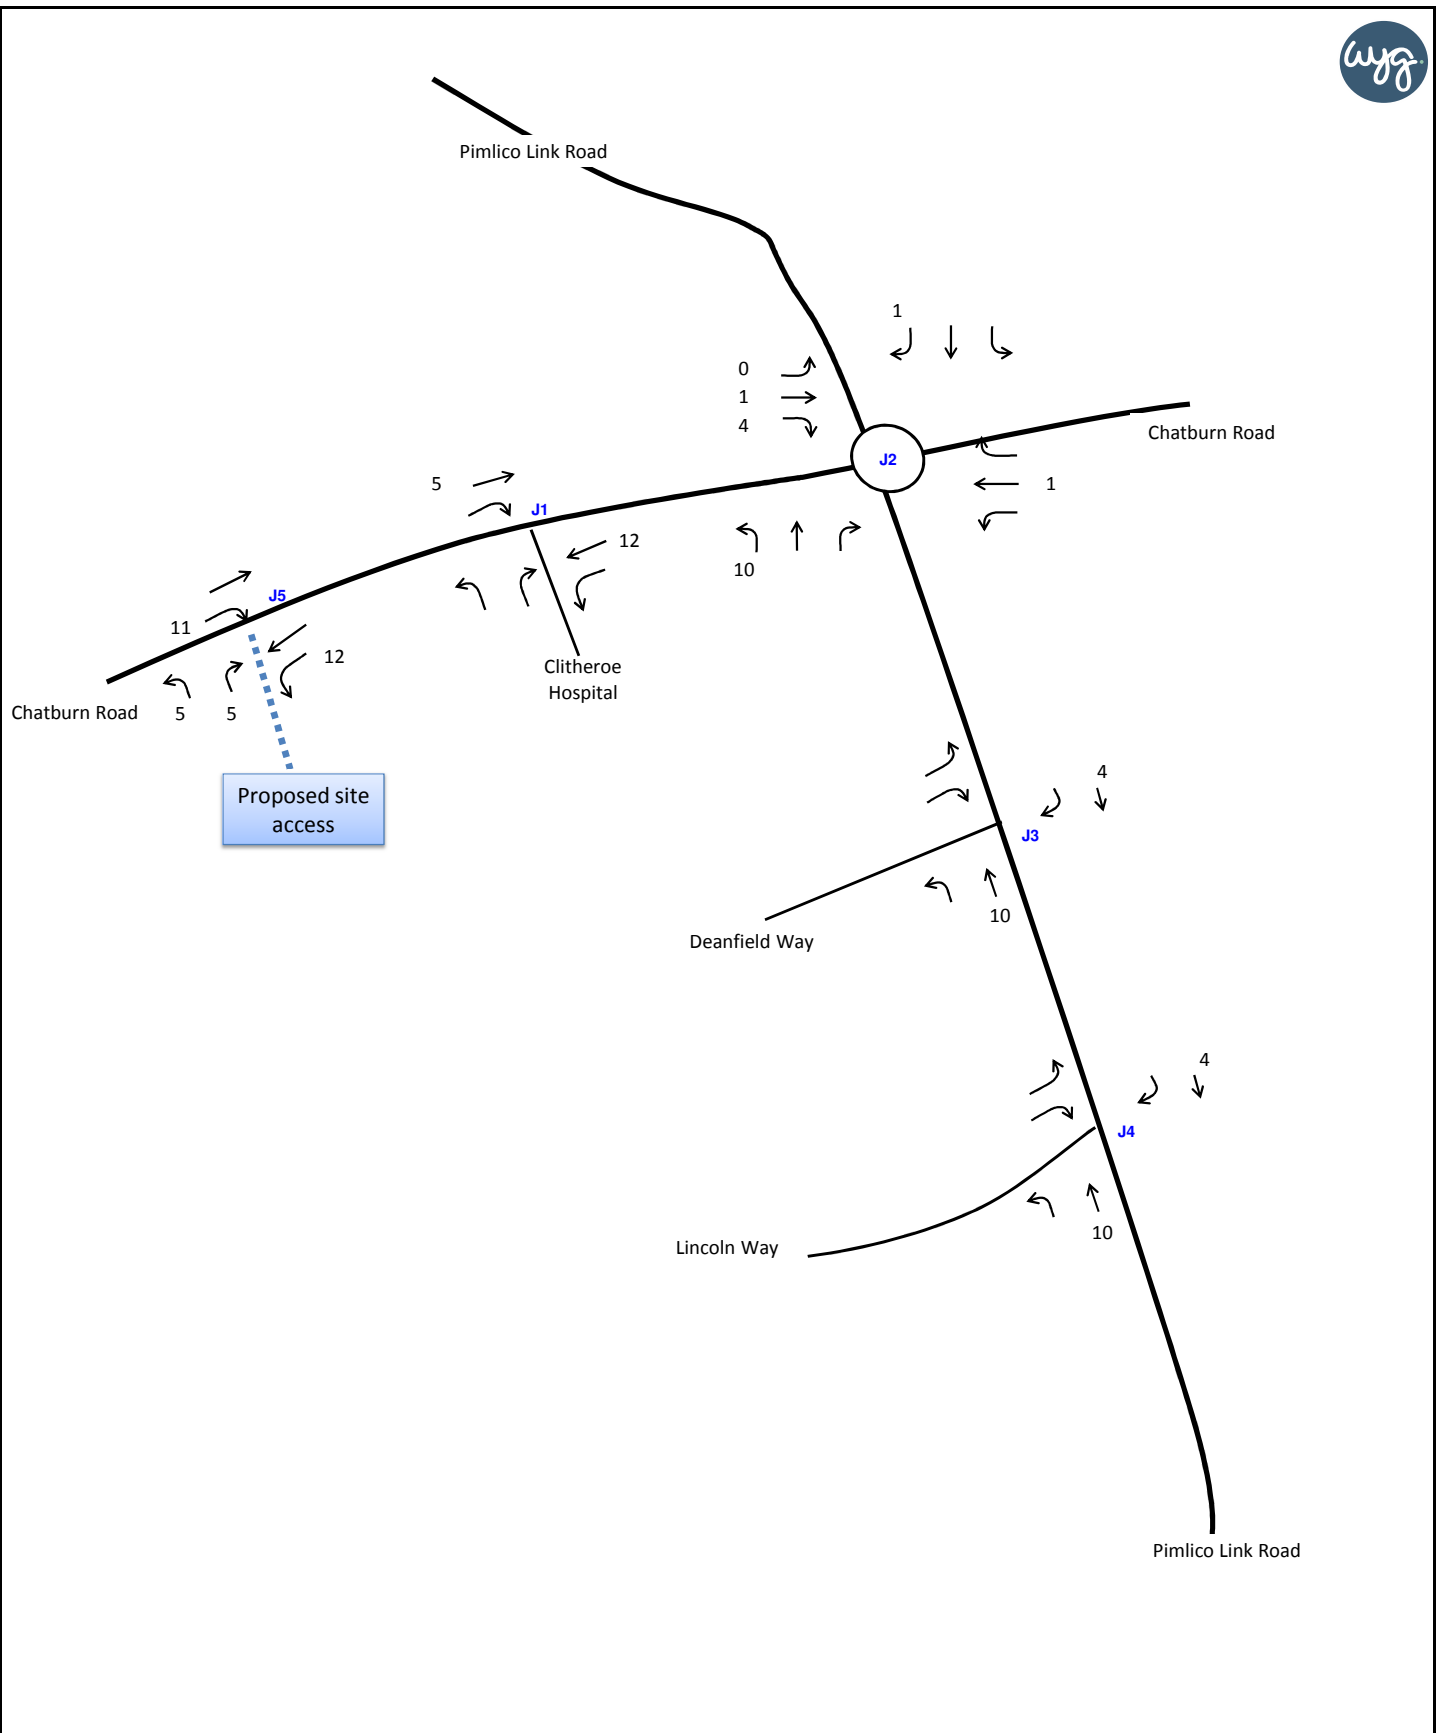 wyg.
Pimlico Link Road
1
0
1
4
Chatburn Road
J2
5
1
J1
12
10
J5
11
12
Clitheroe
Hospital
Chatburn Road
5
5
4
Proposed site
access
J3
10
Deanfield Way
4
J4
10
Lincoln Way
Pimlico Link Road